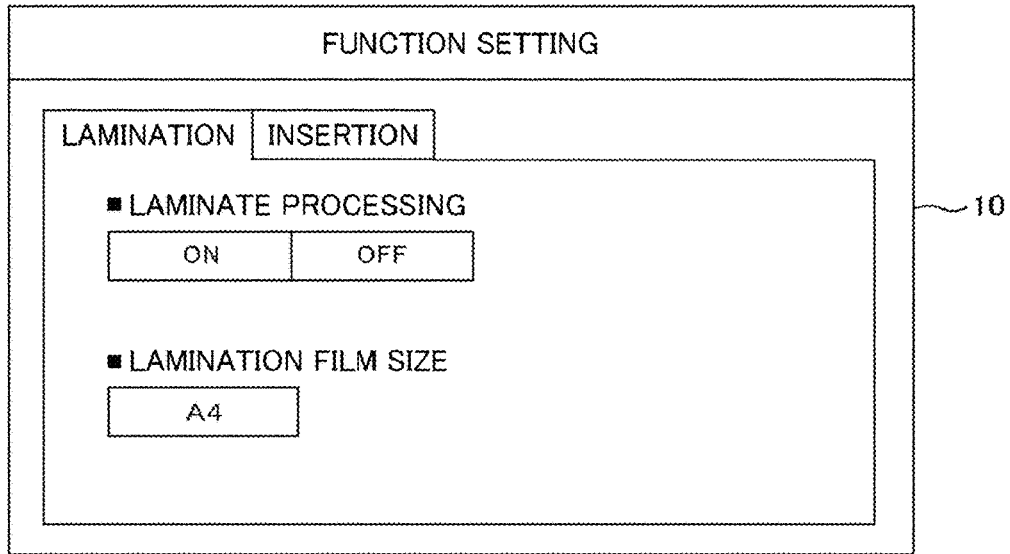 FUNCTION SETTING
LAMINATION INSERTION
■ LAMINATE PROCESSING
10
ON OFF
■ LAMINATION FILM SIZE
A4